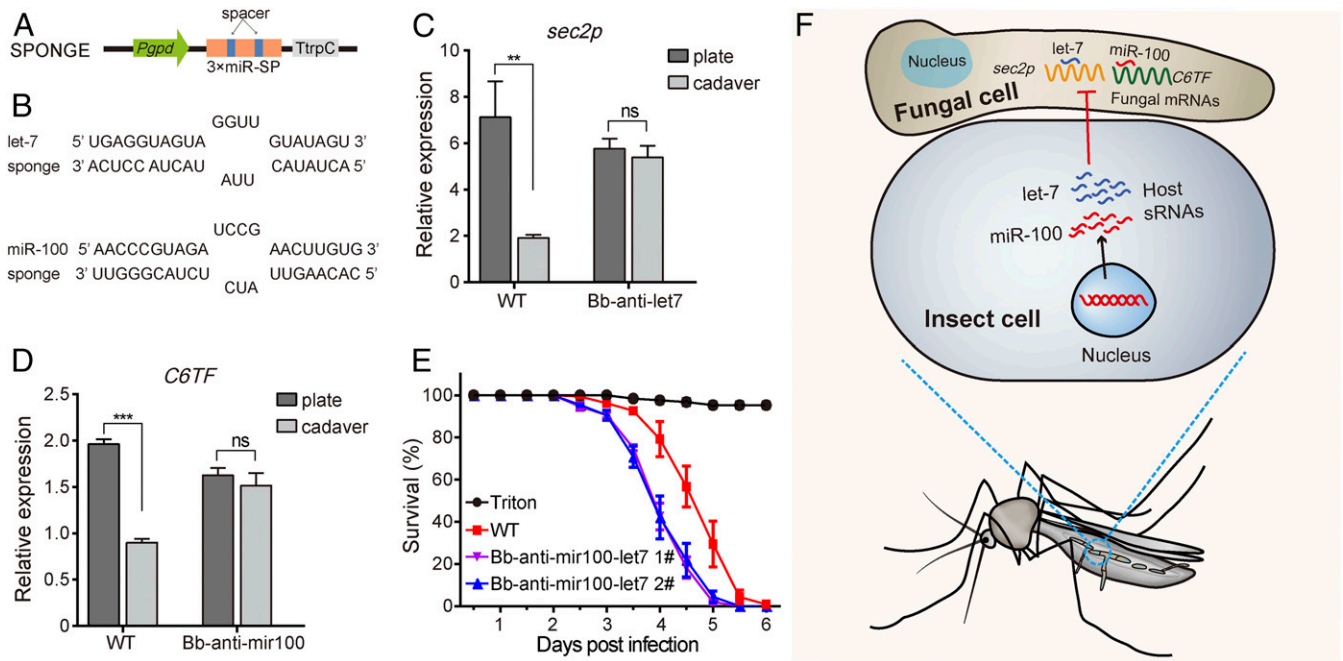 A
SPONGE
Pgpd
spacer
3×miR-SP
TtrpC
B
GGUU
let-7 5' UGAGGUAGUA GUAUAGU 3'
sponge 3' ACUCC AUCAU CAUAUCA 5'
AUU
UCCG
miR-100 5' AACCCGUAGA AACUUGUG 3'
sponge 3' UUGGGCAUCU UUGAACAC 5'
CUA
C
sec2p
plate
cadaver
**
ns
Relative expression
10
8
6
4
2
0
WT Bb-anti-let7
D
C6TF
plate
cadaver
***
ns
Relative expression
2.5
2.0
1.5
1.0
0.5
0.0
WT Bb-anti-mir100
E
Survival (%)
100
80
60
40
20
0
Triton
WT
Bb-anti-mir100-let7 1#
Bb-anti-mir100-let7 2#
1 2 3 4 5 6
Days post infection
F
Nucleus
let-7
sec2p
miR-100
C6TF
Fungal mRNAs
Fungal cell
let-7
miR-100
Host
sRNAs
Insect cell
Nucleus